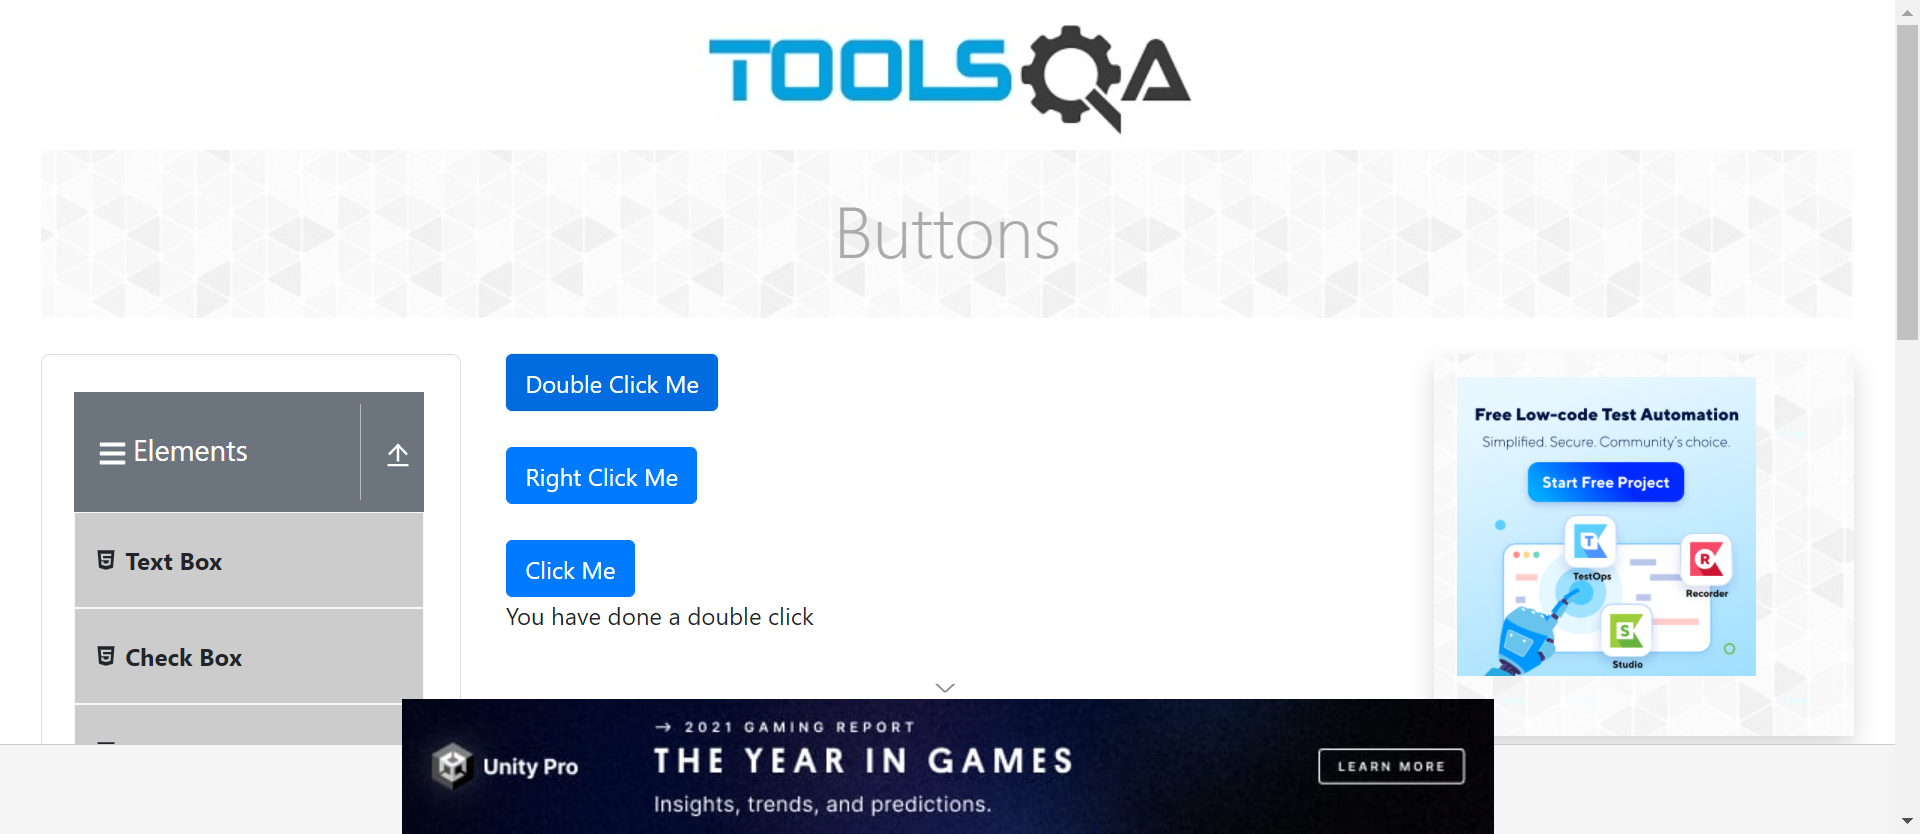 TOOLSQA
Buttons
Elements
Text Box
Check Box
Double Click Me
Right Click Me
Click Me
You have done a double click
Free Low-code Test Automation
Simplified. Secure. Community's choice.
Start Free Project
TestOps
Recorder
Studio
Unity Pro
→ 2021 GAMING REPORT
THE YEAR IN GAMES
Insights, trends, and predictions.
LEARN MORE